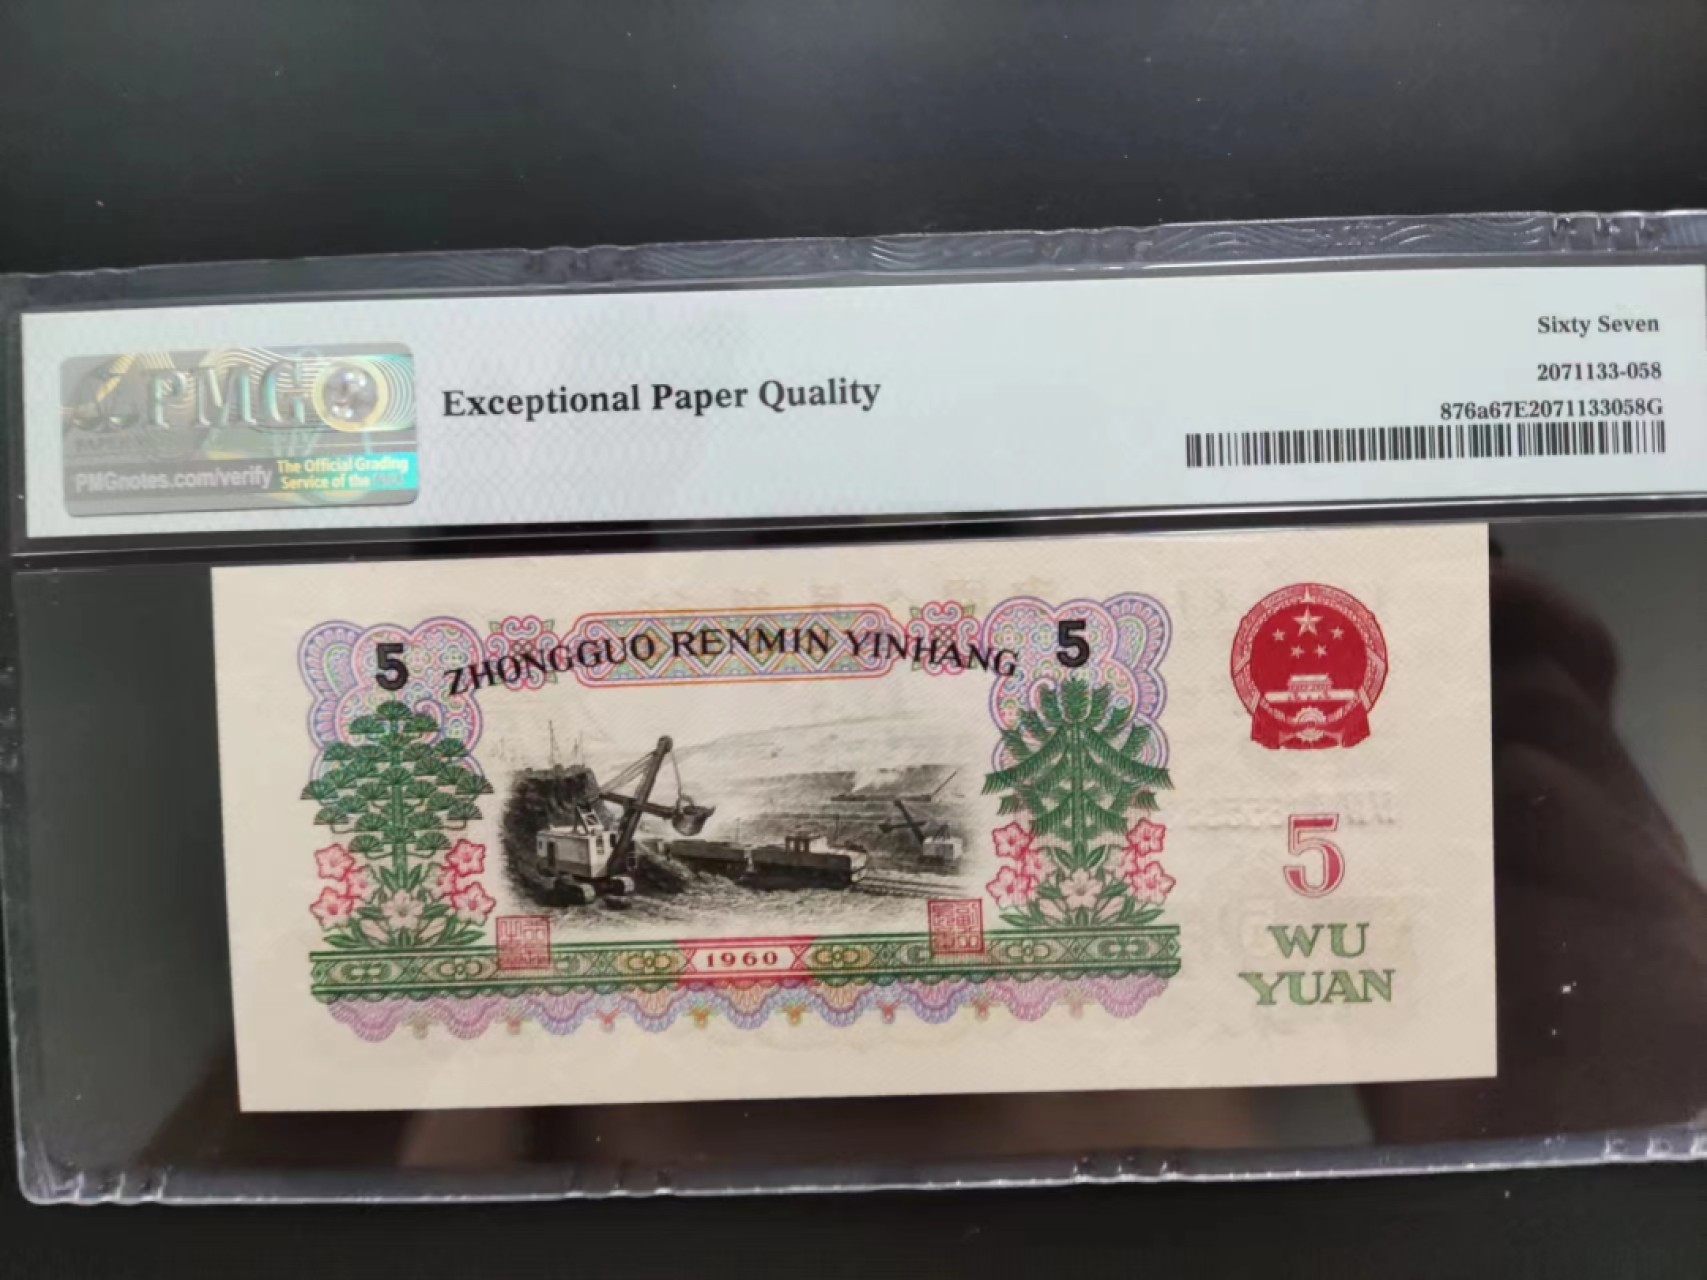 Sixty Seven
2071133-058
876a67E2071133058G
PMG
PMGnotes.com/verify
The Official Grading
Service of the
Exceptional Paper Quality
5 ZHONGGUO RENMIN YINHANG 5
1960
5
WU
YUAN